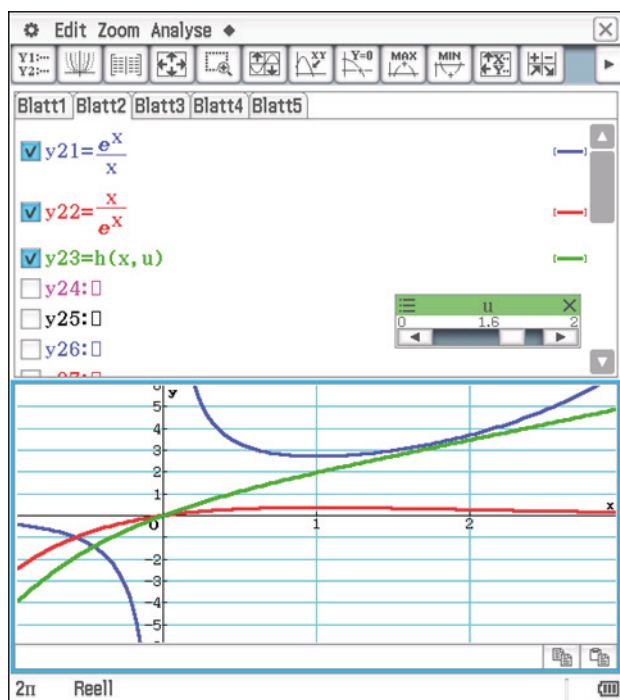 Edit Zoom Analyse
Y1:··· Y2:··· XY Y=0 MAX MIN X: Y:
Blatt1 Blatt2 Blatt3 Blatt4 Blatt5
y21=e^x/x
y22=x/e^x
y23=h(x,u)
y24:▯
u
0 1.6 2
y25:▯
y26:▯
y
5
4
3
2
1
0 1 2 x
-2
-3
-4
-5
2π Reell